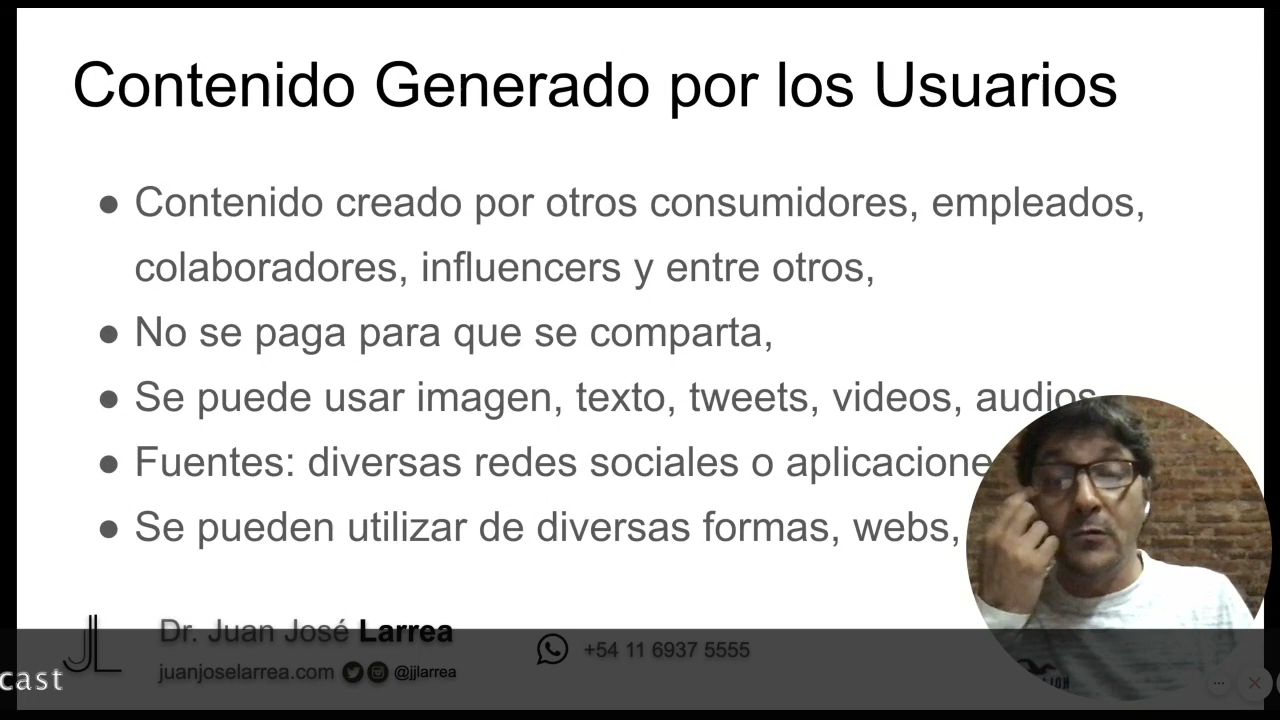 Contenido Generado por los Usuarios
● Contenido creado por otros consumidores, empleados,
colaboradores, influencers y entre otros,
● No se paga para que se comparta,
● Se puede usar imagen, texto, tweets, videos, audios
● Fuentes: diversas redes sociales o
● Se pueden utilizar de diversas formas, webs,
Dr. Juan José Larrea
juanjoselarrea.com @jjlarrea
+54 11 6937 5555
JL
cast